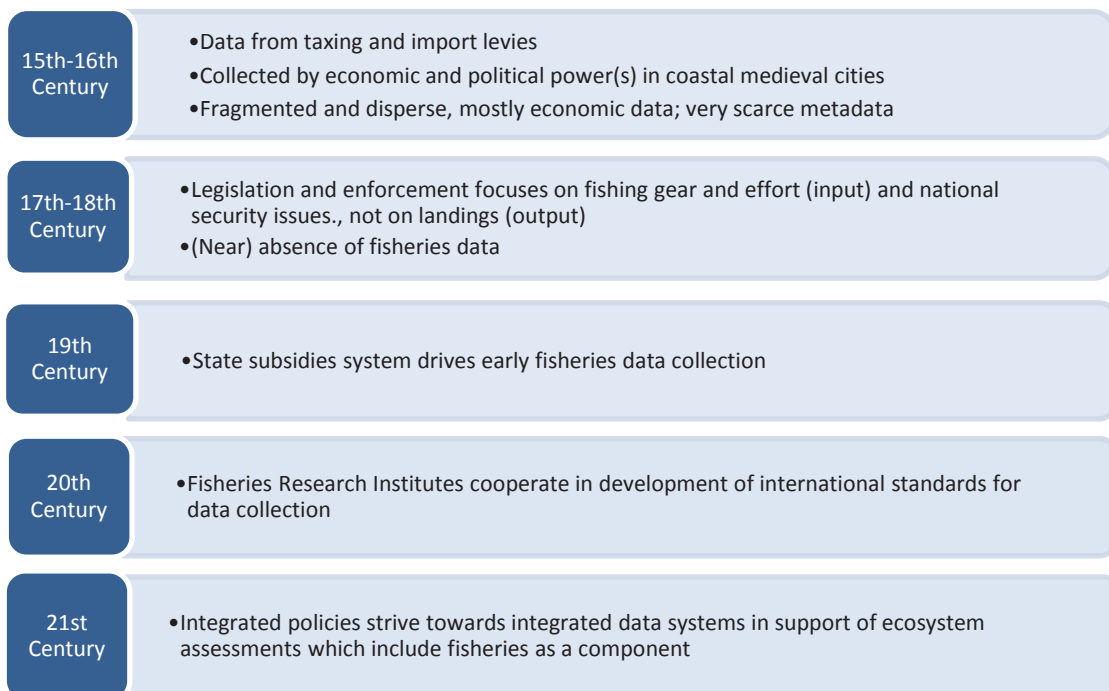 15th-16th
Century
•Data from taxing and import levies
•Collected by economic and political power(s) in coastal medieval cities
•Fragmented and disperse, mostly economic data; very scarce metadata
17th-18th
Century
•Legislation and enforcement focuses on fishing gear and effort (input) and national
security issues., not on landings (output)
•(Near) absence of fisheries data
19th
Century
•State subsidies system drives early fisheries data collection
20th
Century
•Fisheries Research Institutes cooperate in development of international standards for
data collection
21st
Century
•Integrated policies strive towards integrated data systems in support of ecosystem
assessments which include fisheries as a component